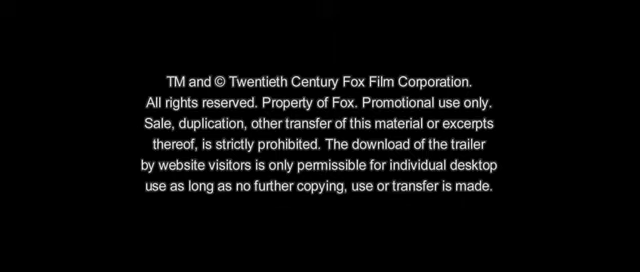 TM and © Twentieth Century Fox Film Corporation.
All rights reserved. Property of Fox. Promotional use only.
Sale, duplication, other transfer of this material or excerpts
thereof, is strictly prohibited. The download of the trailer
by website visitors is only permissible for individual desktop
use as long as no further copying, use or transfer is made.